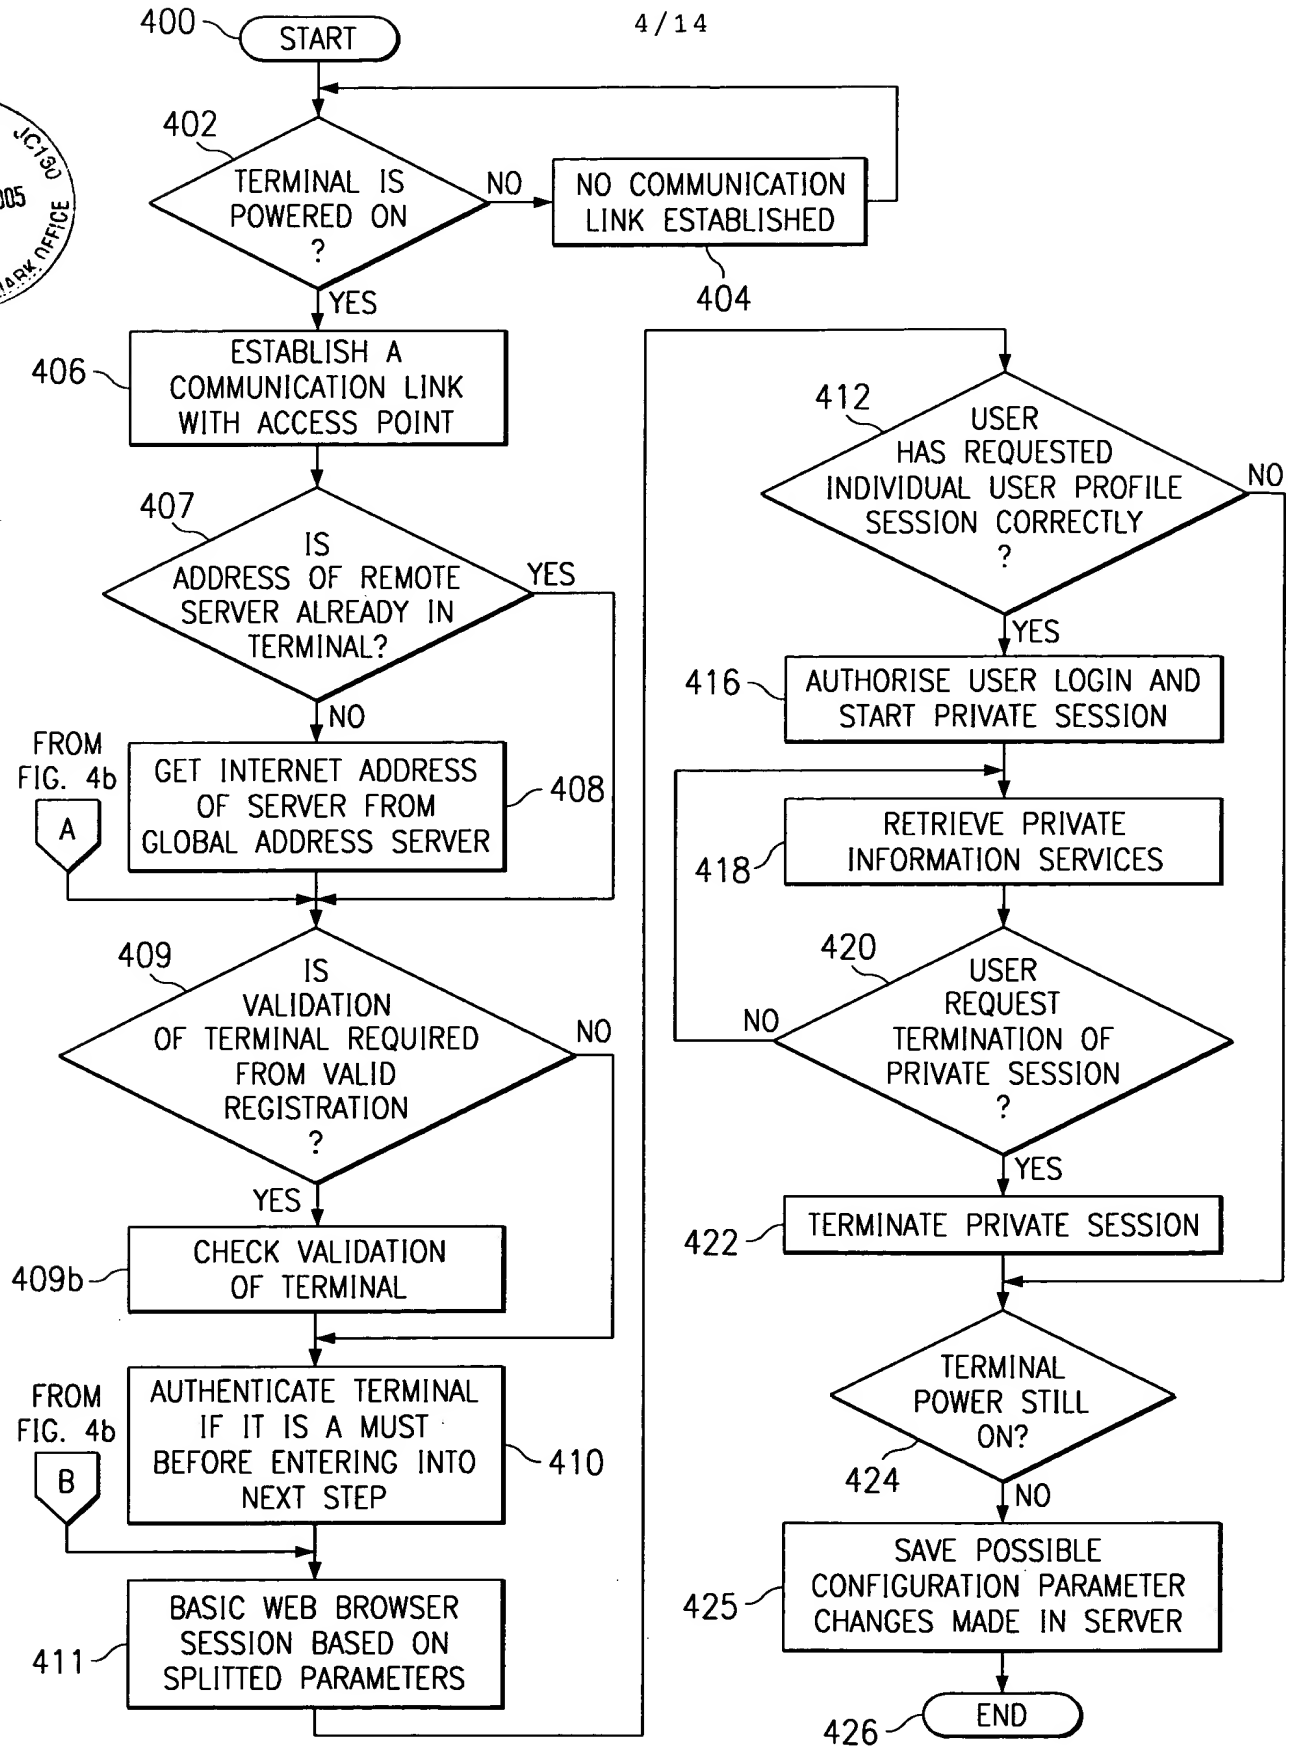 4/14
400
START
JC130
005
MARK OFFICE
402
TERMINAL IS
POWERED ON
?
NO
NO COMMUNICATION
LINK ESTABLISHED
404
YES
406
ESTABLISH A
COMMUNICATION LINK
WITH ACCESS POINT
407
IS
ADDRESS OF REMOTE
SERVER ALREADY IN
TERMINAL?
YES
NO
FROM
FIG. 4b
A
GET INTERNET ADDRESS
OF SERVER FROM
GLOBAL ADDRESS SERVER
408
409
IS
VALIDATION
OF TERMINAL REQUIRED
FROM VALID
REGISTRATION
?
NO
YES
409b
CHECK VALIDATION
OF TERMINAL
FROM
FIG. 4b
B
AUTHENTICATE TERMINAL
IF IT IS A MUST
BEFORE ENTERING INTO
NEXT STEP
410
411
BASIC WEB BROWSER
SESSION BASED ON
SPLITTED PARAMETERS
412
USER
HAS REQUESTED
INDIVIDUAL USER PROFILE
SESSION CORRECTLY
?
NO
YES
416
AUTHORISE USER LOGIN AND
START PRIVATE SESSION
418
RETRIEVE PRIVATE
INFORMATION SERVICES
420
USER
REQUEST
TERMINATION OF
PRIVATE SESSION
?
NO
YES
422
TERMINATE PRIVATE SESSION
TERMINAL
POWER STILL
ON?
424
NO
425
SAVE POSSIBLE
CONFIGURATION PARAMETER
CHANGES MADE IN SERVER
426
END